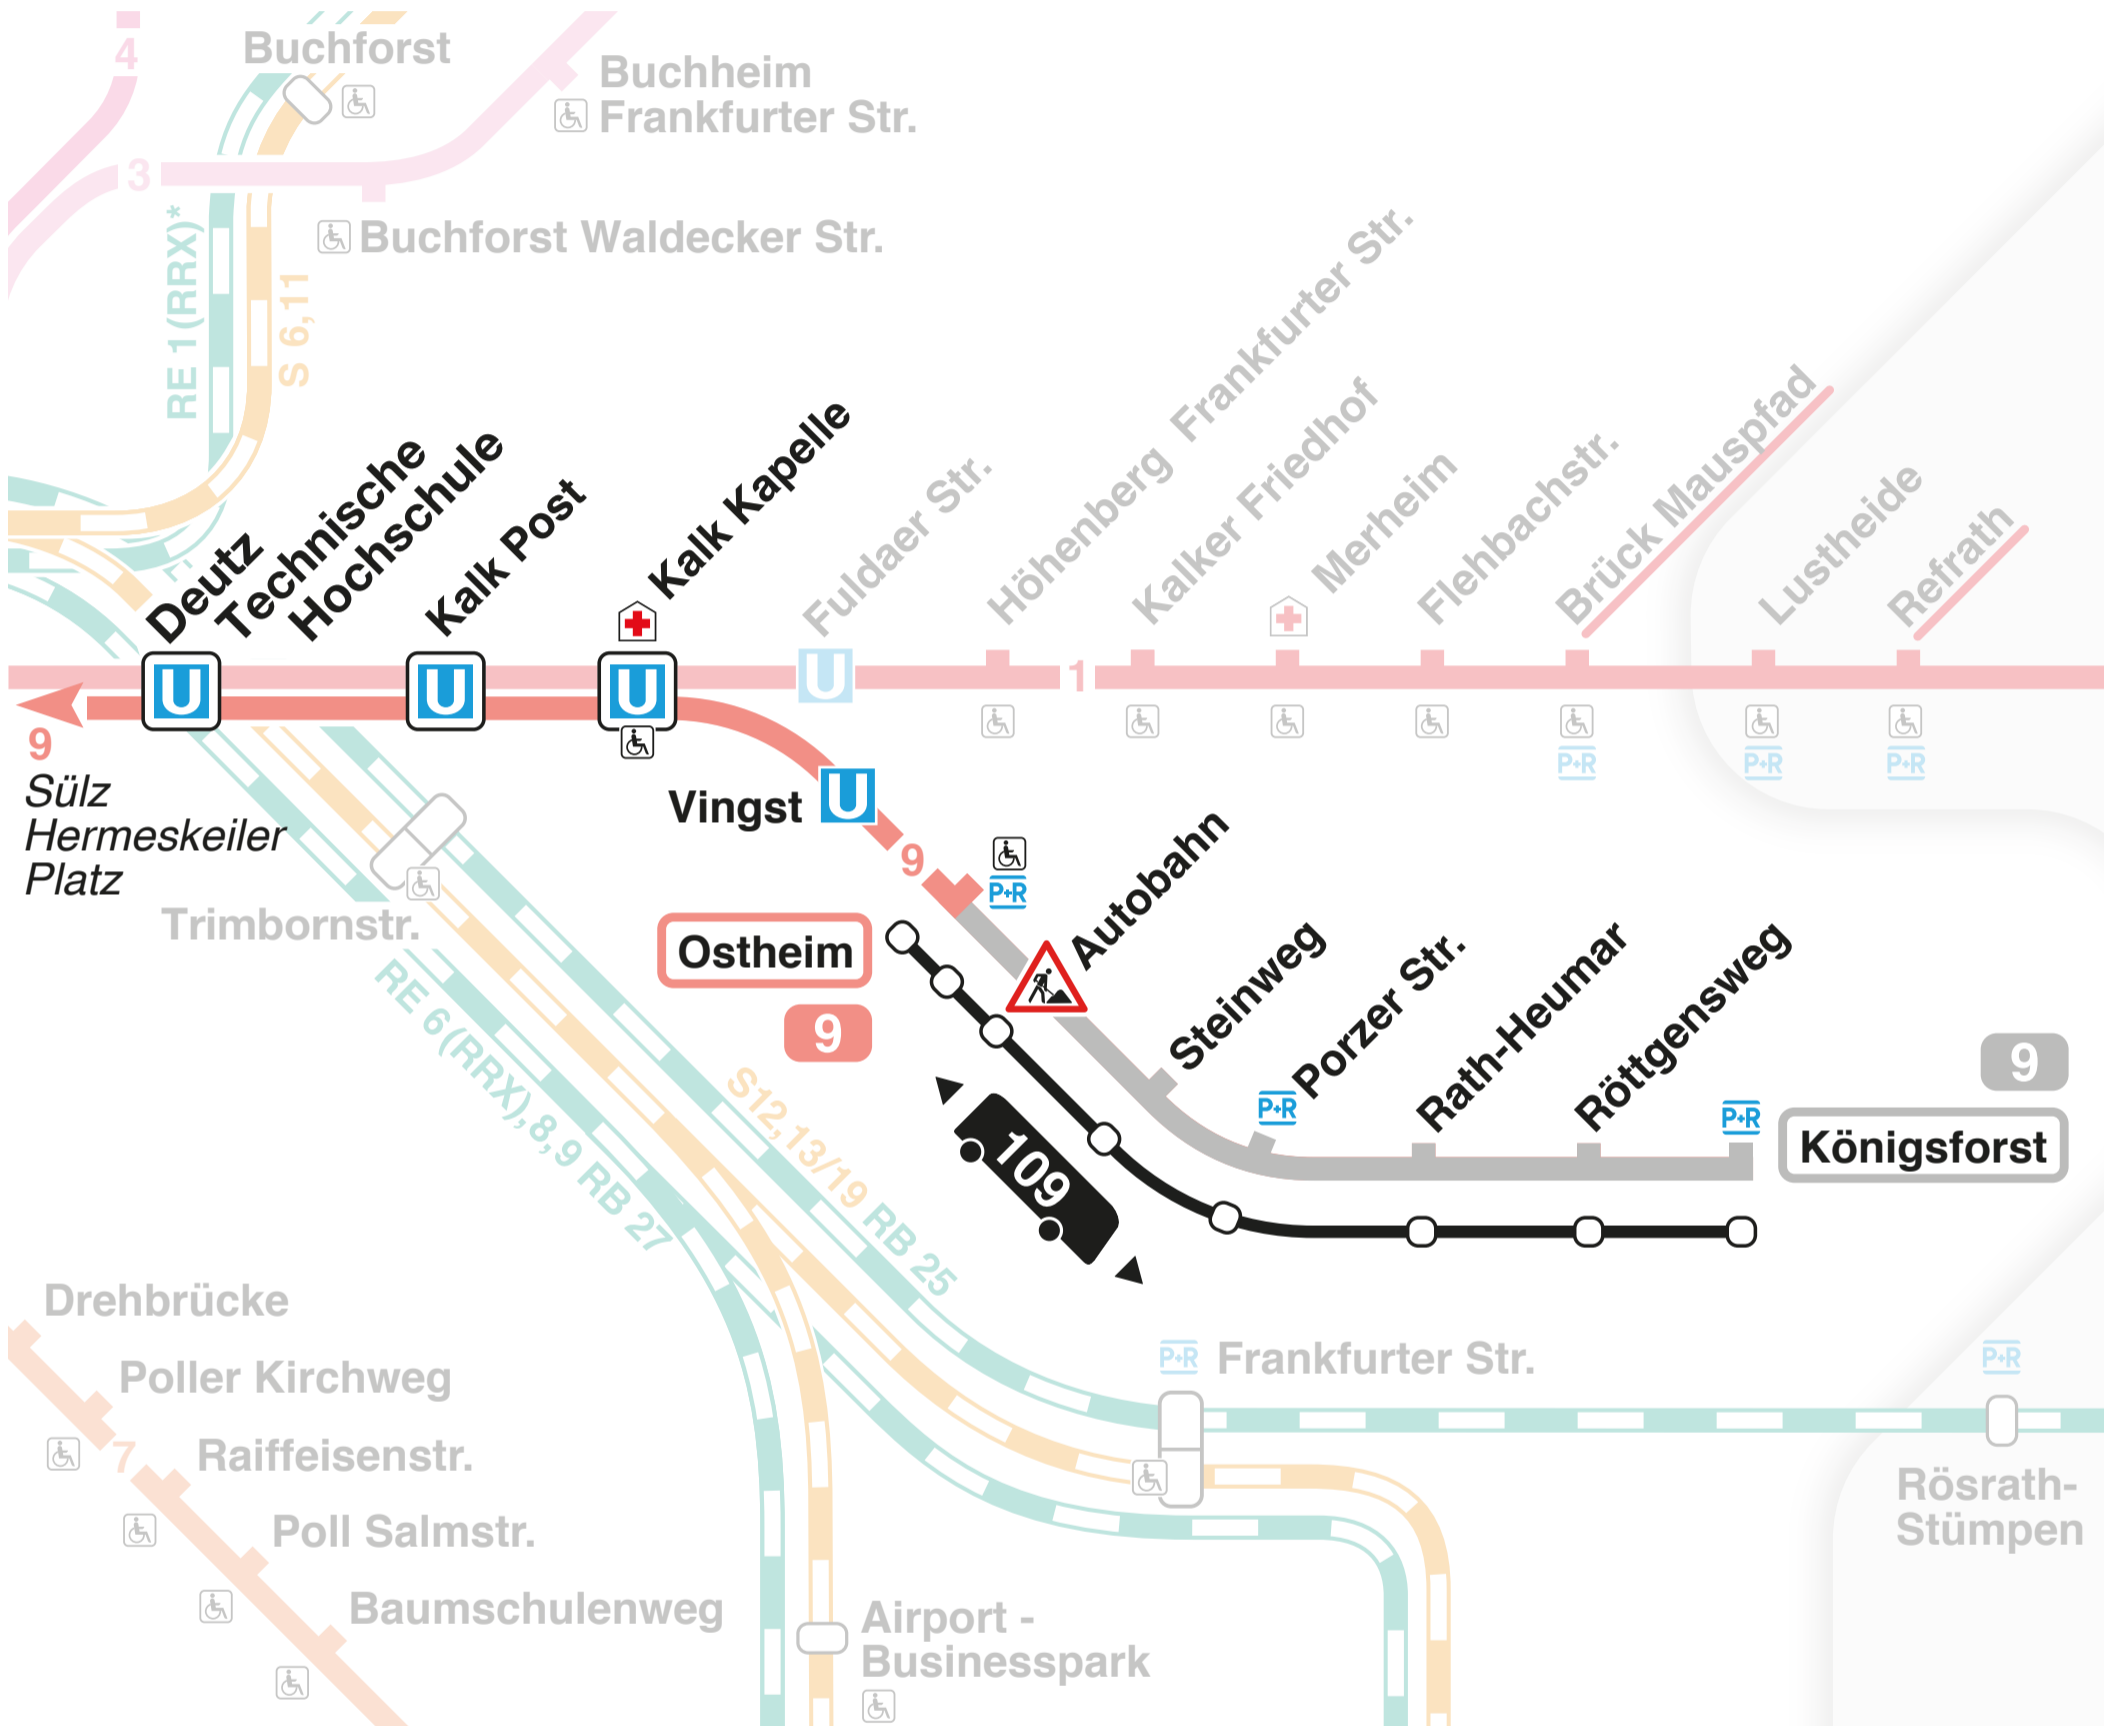 4
Buchforst
Buchheim
Frankfurter Str.
3
Buchforst Waldecker Str.
RE 1 (RRX)*
S 6,11
Deutz
Technische
Hochschule
Kalk Post
Kalk Kapelle
Fuldaer Str.
Höhenberg Frankfurter Str.
Kalker Friedhof
Merheim
Flehbachstr.
Brück Mauspfad
Lustheide
Refrath
U
U
U
U
1
9
Sülz
Hermeskeiler
Platz
P+R
P+R
P+R
Vingst
U
9
P+R
Trimbornstr.
Ostheim
9
Autobahn
Steinweg
P+R
Porzer Str.
Rath-Heumar
Röttgensweg
P+R
9
Königsforst
109
RE 6(RRX),8,9 RB 27
S12,13/19 RB 25
Drehbrücke
Poller Kirchweg
7
Raiffeisenstr.
Poll Salmstr.
Baumschulenweg
P+R
Frankfurter Str.
P+R
Rösrath-
Stümpen
Airport -
Businesspark